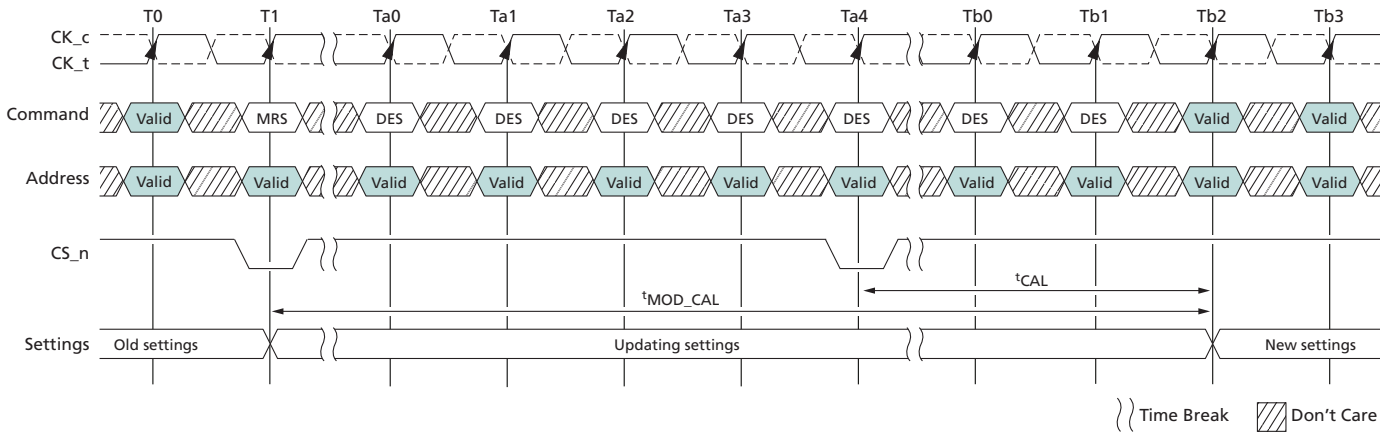 T0 T1 Ta0 Ta1 Ta2 Ta3 Ta4 Tb0 Tb1 Tb2 Tb3
CK_c
CK_t
Command Valid MRS DES DES DES DES DES DES DES Valid Valid
Address Valid Valid Valid Valid Valid Valid Valid Valid Valid Valid Valid
CS_n
tCAL
tMOD_CAL
Settings Old settings Updating settings New settings
Time Break Don't Care